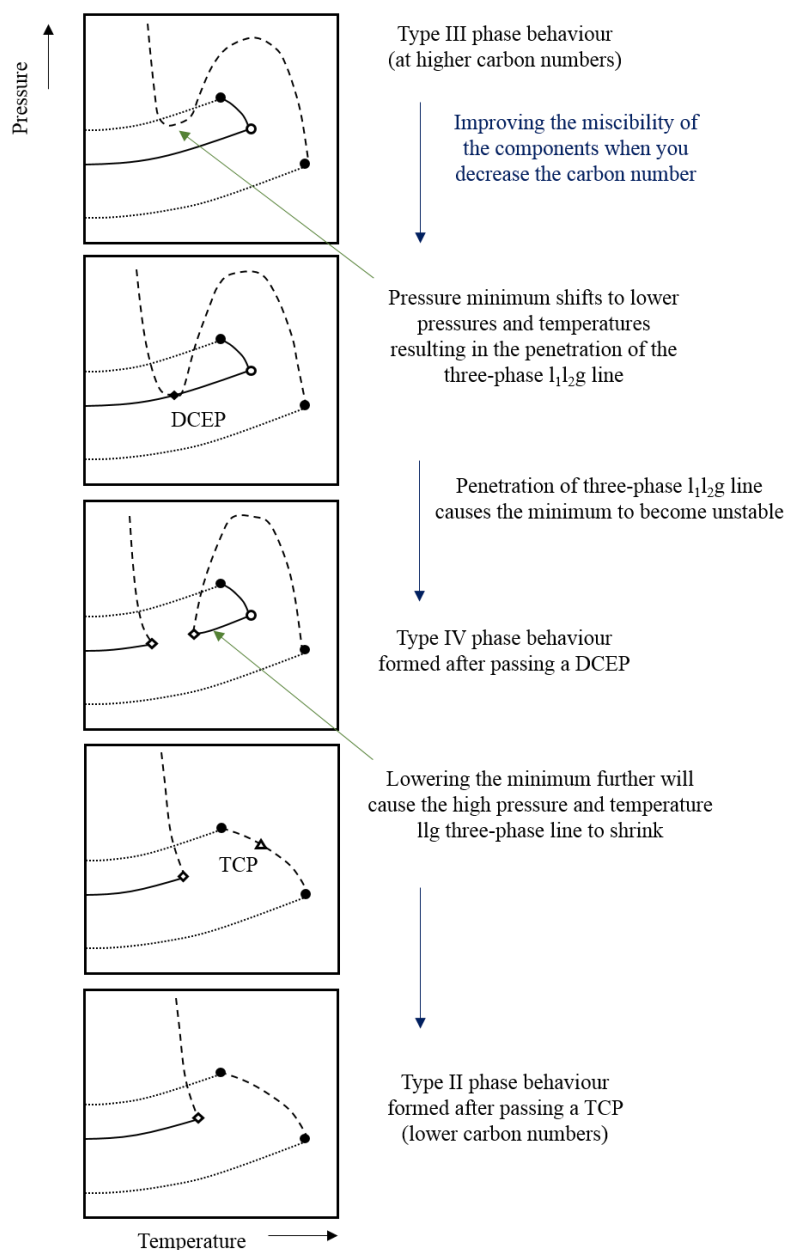 Pressure
Type III phase behaviour
(at higher carbon numbers)
Improving the miscibility of
the components when you
decrease the carbon number
Pressure minimum shifts to lower
pressures and temperatures
resulting in the penetration of the
three-phase l₁l₂g line
DCEP
Penetration of three-phase l₁l₂g line
causes the minimum to become unstable
Type IV phase behaviour
formed after passing a DCEP
Lowering the minimum further will
cause the high pressure and temperature
llg three-phase line to shrink
TCP
Type II phase behaviour
formed after passing a TCP
(lower carbon numbers)
Temperature